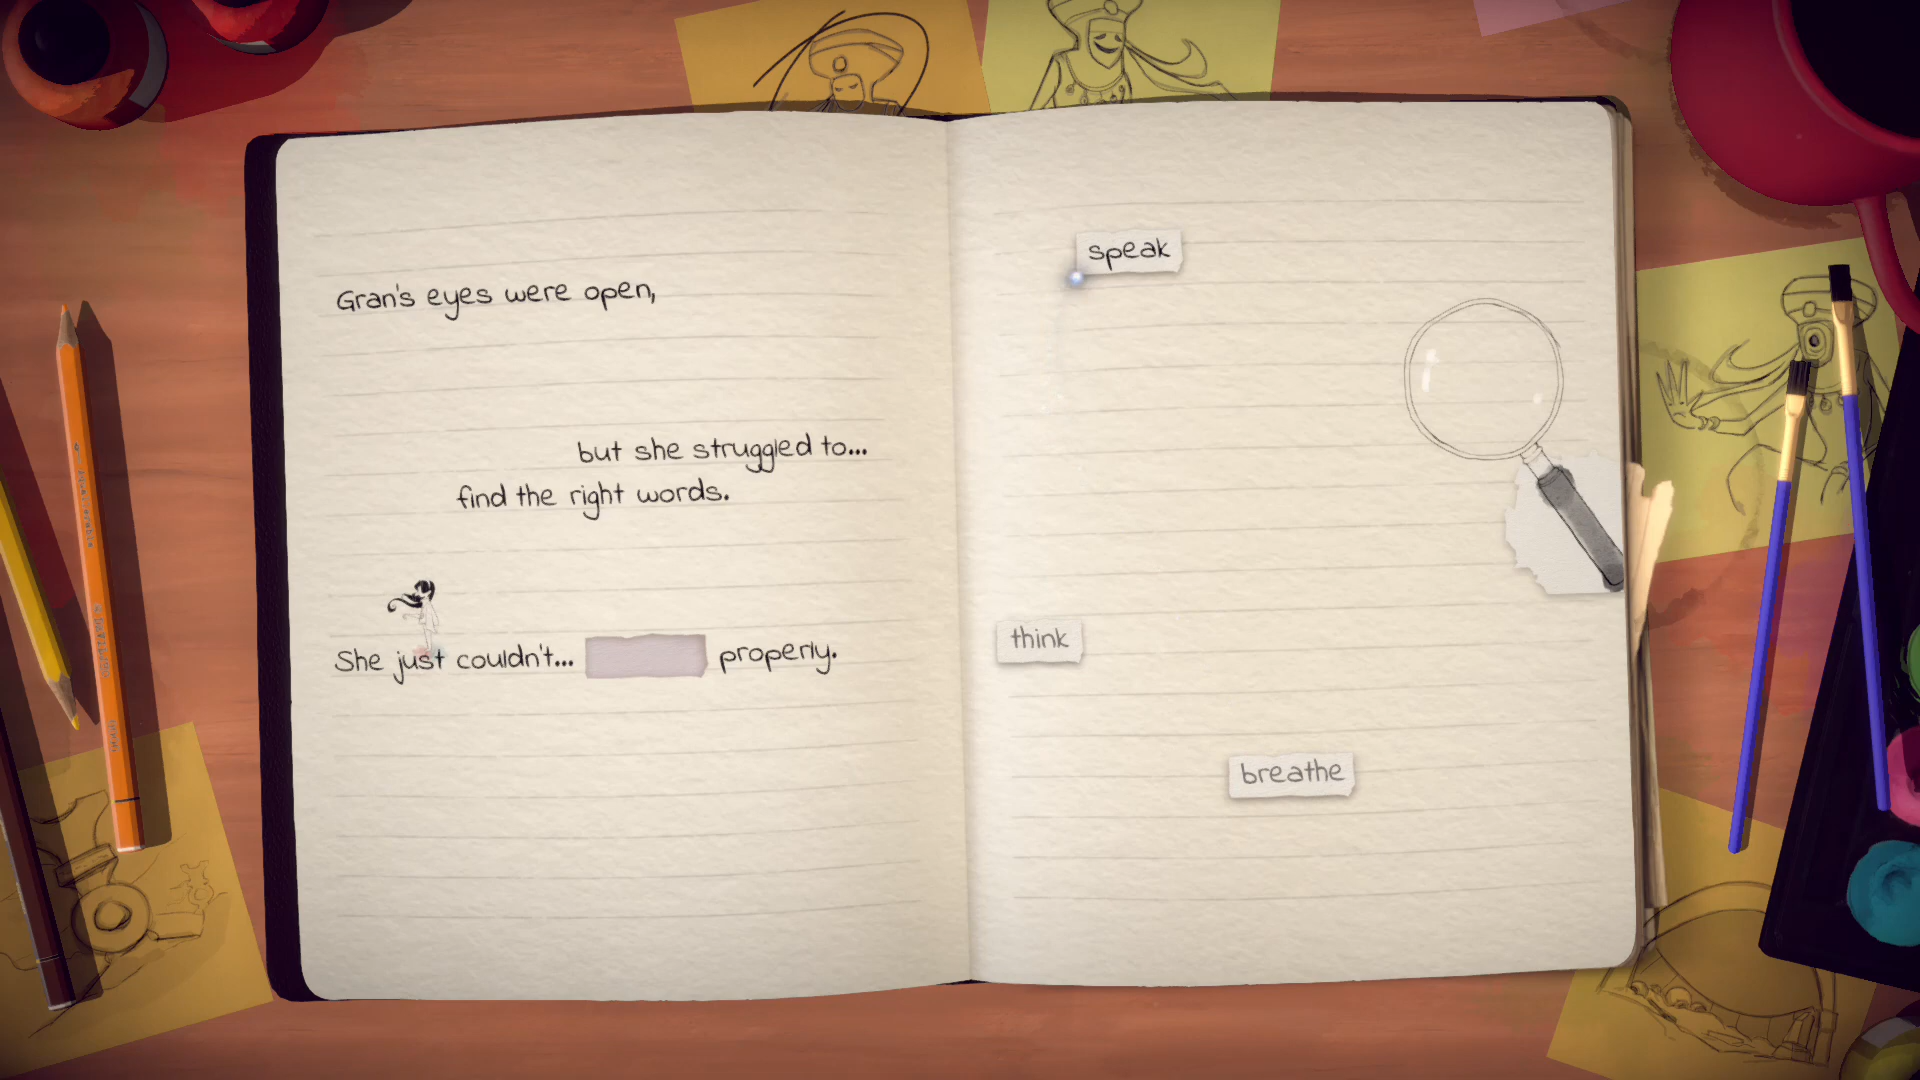 Gran's eyes were open,
but she struggled to...
find the right words.
She just couldn't... properly.
speak
think
breathe